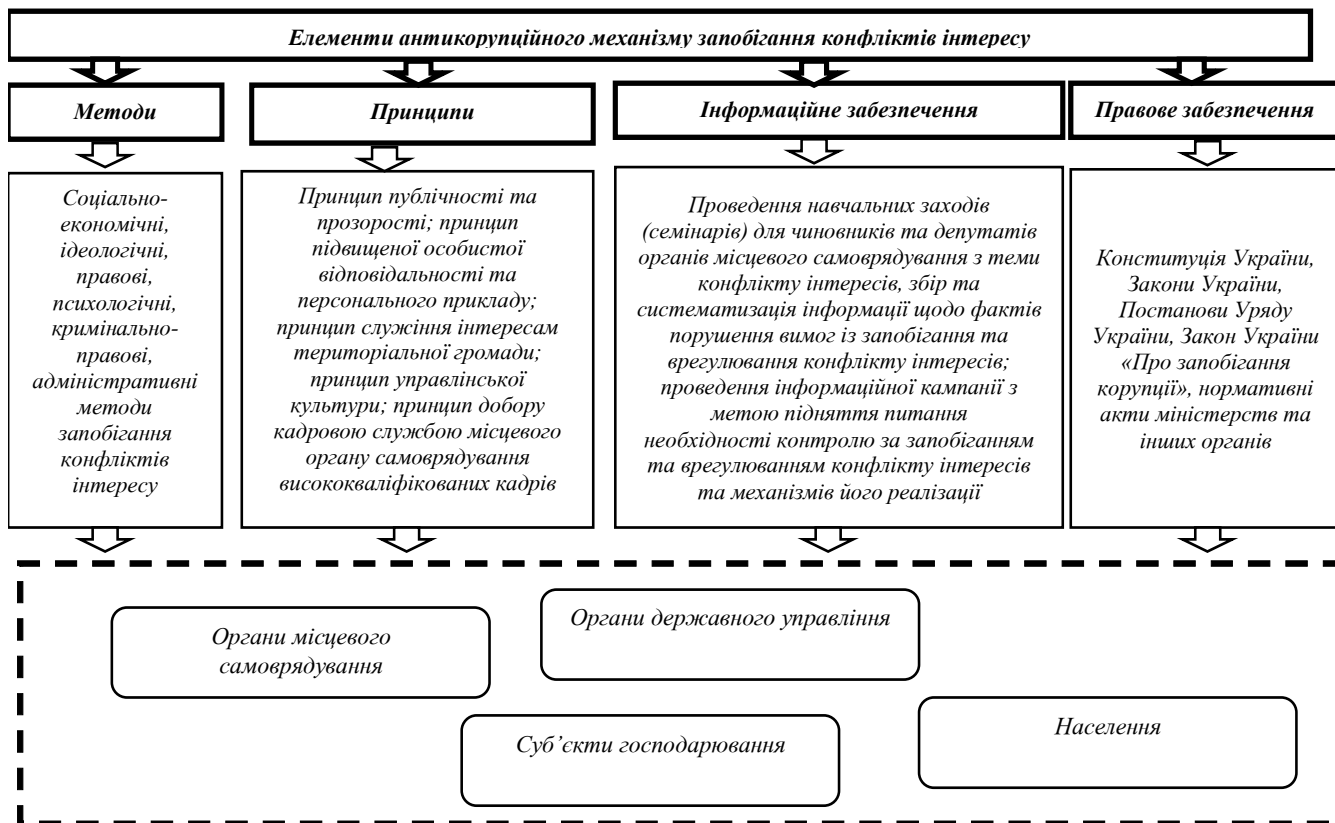 Елементи антикорупційного механізму запобігання конфліктів інтересу
Методи
Принципи
Інформаційне забезпечення
Правове забезпечення
Соціально-
економічні,
ідеологічні,
правові,
психологічні,
кримінально-
правові,
адміністративні
методи
запобігання
конфліктів
інтересу
Принцип публічності та
прозорості; принцип
підвищеної особистої
відповідальності та
персонального прикладу;
принцип служіння інтересам
територіальної громади;
принцип управлінської
культури; принцип добору
кадровою службою місцевого
органу самоврядування
висококваліфікованих кадрів
Проведення навчальних заходів
(семінарів) для чиновників та депутатів
органів місцевого самоврядування з теми
конфлікту інтересів, збір та
систематизація інформації щодо фактів
порушення вимог із запобігання та
врегулювання конфлікту інтересів;
проведення інформаційної кампанії з
метою підняття питання
необхідності контролю за запобіганням
та врегулюванням конфлікту інтересів
та механізмів його реалізації
Конституція України,
Закони України,
Постанови Уряду
України, Закон України
«Про запобігання
корупції», нормативні
акти міністерств та
інших органів
Органи місцевого
самоврядування
Органи державного управління
Суб’єкти господарювання
Населення